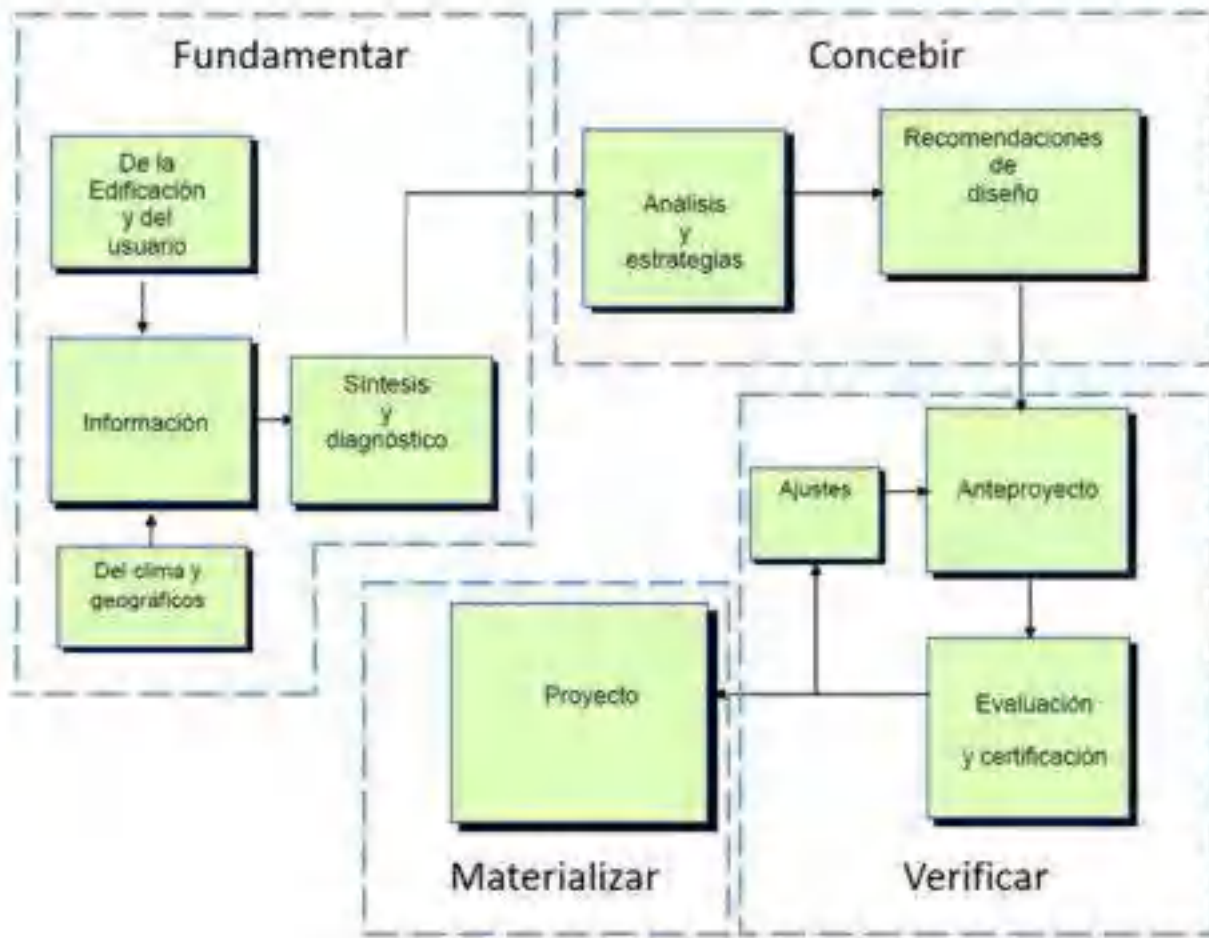 Fundamentar
De la
Edificación
y del
usuario
Información
Síntesis
y
diagnóstico
Del clima y
geográficos
Concebir
Análisis
y
estrategias
Recomendaciones
de
diseño
Ajustes
Anteproyecto
Evaluación
y certificación
Verificar
Proyecto
Materializar